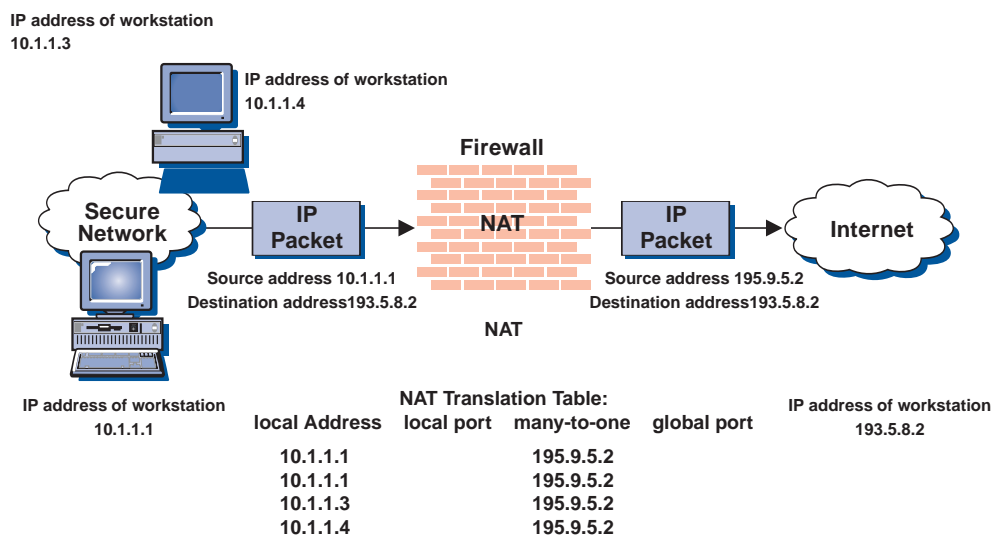 IP address of workstation
10.1.1.3
IP address of workstation
10.1.1.4
Firewall
Secure
Network
IP
Packet
NAT
IP
Packet
Internet
Source address 10.1.1.1
Destination address193.5.8.2
Source address 195.9.5.2
Destination address193.5.8.2
NAT
IP address of workstation
10.1.1.1
IP address of workstation
193.5.8.2
NAT Translation Table:
local Address local port many-to-one global port
10.1.1.1 195.9.5.2
10.1.1.1 195.9.5.2
10.1.1.3 195.9.5.2
10.1.1.4 195.9.5.2